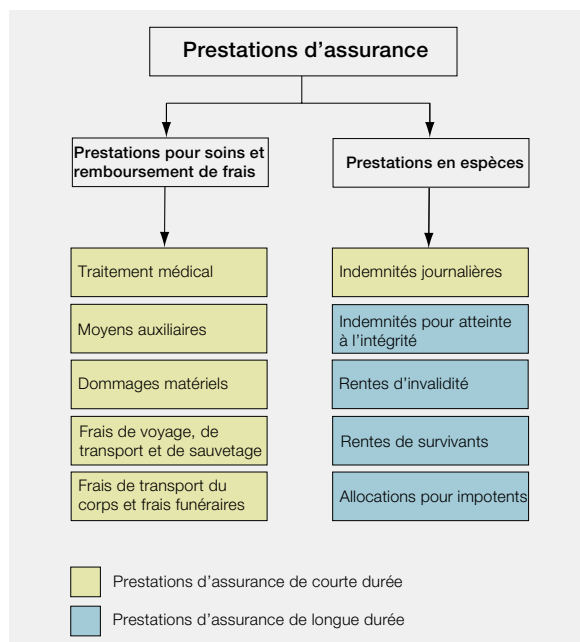 Prestations d’assurance
Prestations pour soins et
remboursement de frais
Prestations en espèces
Traitement médical
Moyens auxiliaires
Dommages matériels
Frais de voyage, de
transport et de sauvetage
Frais de transport du
corps et frais funéraires
Indemnités journalières
Indemnités pour atteinte
à l’intégrité
Rentes d’invalidité
Rentes de survivants
Allocations pour impotents
Prestations d’assurance de courte durée
Prestations d’assurance de longue durée